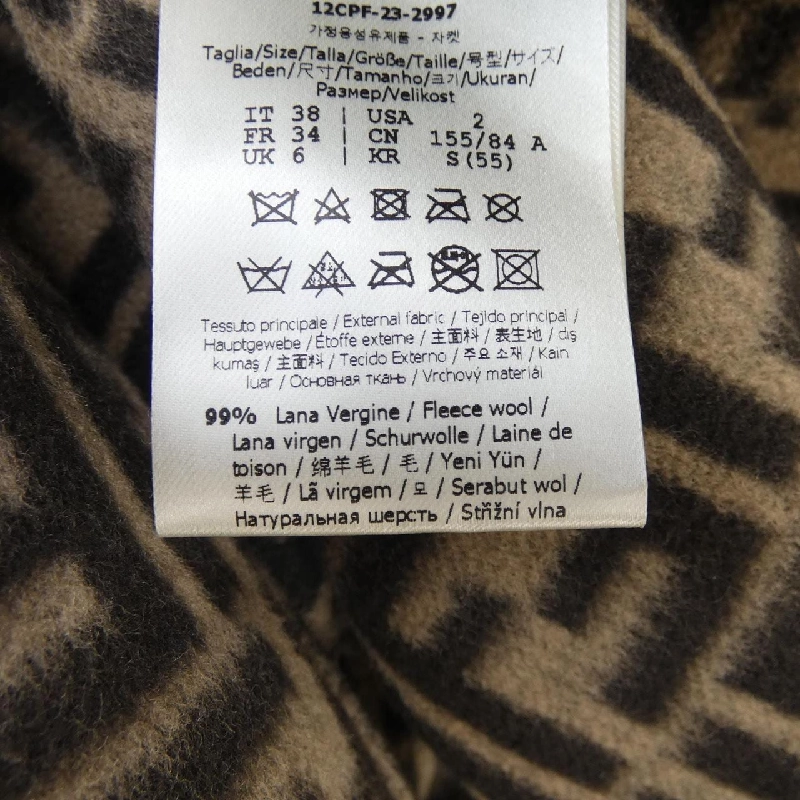 12CPF-23-2997
가정용섬유제품 - 자켓
Taglia/Size/Talla/Größe/Taille/号型/サイズ/
Beden/尺寸/Tamanho/크기/Ukuran/
Размер/Velikost
IT 38 | USA 2
FR 34 | CN 155/84 A
UK 6 | KR S(55)
Tessuto principale / External fabric / Tejido principal /
Hauptgewebe / Étoffe externe / 主面料 / 表生地 / dış
kumaş / 主面料 / Tecido Externo / 주요 소재 / Kain
luar / Основная ткань / Vrchový materiál
99% Lana Vergine / Fleece wool /
Lana virgen / Schurwolle / Laine de
toison / 绵羊毛 / 毛 / Yeni Yün /
羊毛 / Lã virgem / 모 / Serabut wol /
Натуральная шерсть / Střižní vlna